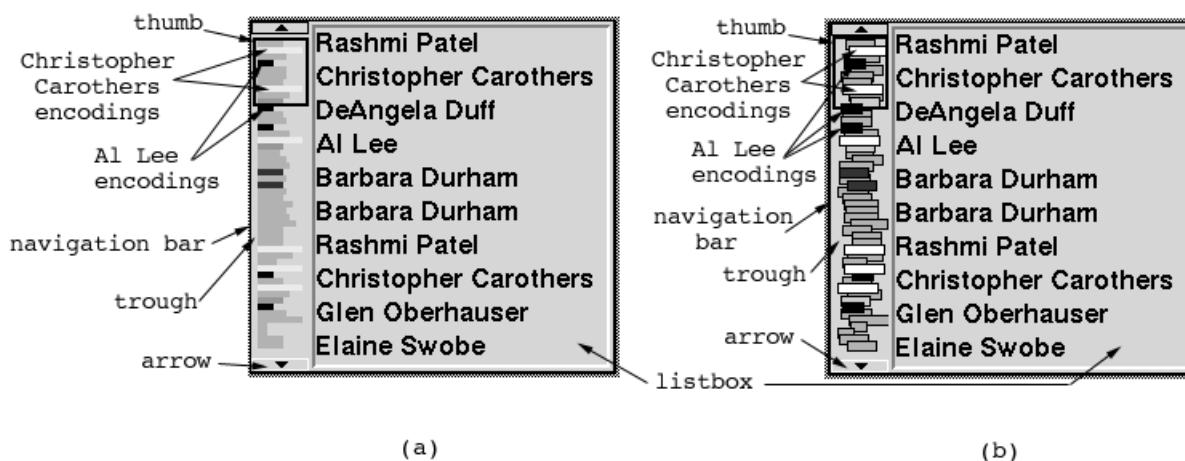 thumb
Christopher
Carothers
encodings
Al Lee
encodings
navigation bar
trough
arrow
Rashmi Patel
Christopher Carothers
DeAngela Duff
Al Lee
Barbara Durham
Barbara Durham
Rashmi Patel
Christopher Carothers
Glen Oberhauser
Elaine Swobe
listbox
(a)
thumb
Christopher
Carothers
encodings
Al Lee
encodings
navigation
bar
trough
arrow
Rashmi Patel
Christopher Carothers
DeAngela Duff
Al Lee
Barbara Durham
Barbara Durham
Rashmi Patel
Christopher Carothers
Glen Oberhauser
Elaine Swobe
(b)